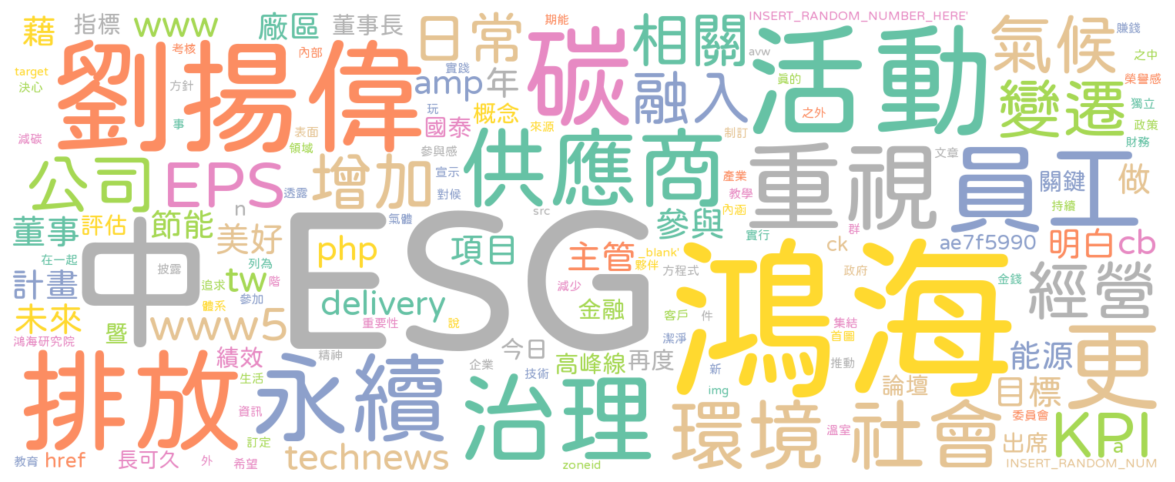 藉 指標 www 廠區 董事長 日常 期能 碳 相關 INSERT_RANDOM_NUMBER_HERE' 氣候 賺錢
target 決心 考核 劉揚偉 內部 實踐 amp 年 融入 avw 活動 真的 之中 榮譽感
方針 玩 概念 之外 變遷 獨立
減碳 事 表面 國泰 來源 制訂 政策 財務
公司 EPS 領域 參與感 供應商 重視 文章 員工 關鍵 做
透露 增加 宣示 對候 產業 教學 持續
n 氣體 src 參與 內涵 群
董事 評估 節能 美好 php 項目 主管 _blank' 實行 ck ae7f5990 明白 cb
在一起 披露 列為 中 ESG 夥伴 方程式 政府 鴻海 金錢 經營
計畫 追求 tw 階 參加 delivery 減少 金融 客戶 件
未來 暨 體系 www5 重要性 說 潔淨 集結 首國
鴻海研究院 績效 精神 今日 高峰線 再度 新 推動 能源 更
排放 生活 永續 企業 技術 治理 img 論壇 目標
資訊 環境 社會 委員會 KPI
訂定 溫室 出席 a
教育 href 長可久 外 希望 technews zoneid INSERT_RANDOM_NUM